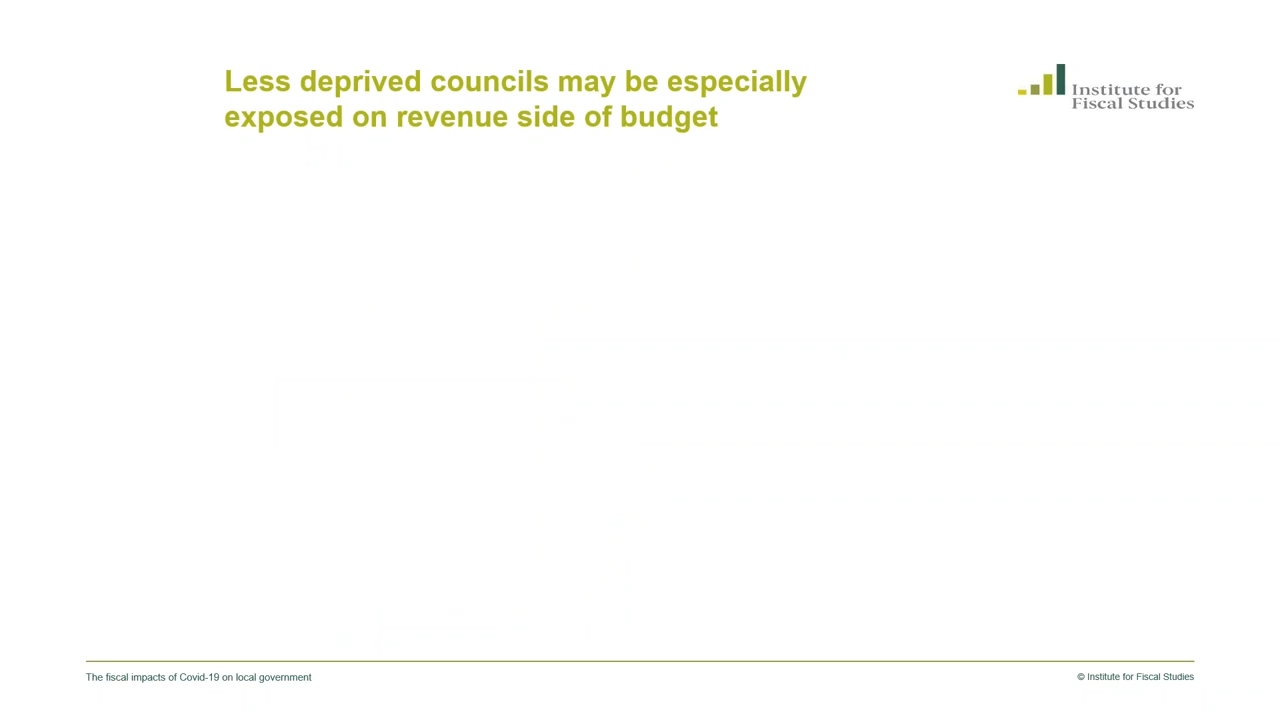 Less deprived councils may be especially
exposed on revenue side of budget
Institute for
Fiscal Studies
The fiscal impacts of Covid-19 on local government
© Institute for Fiscal Studies